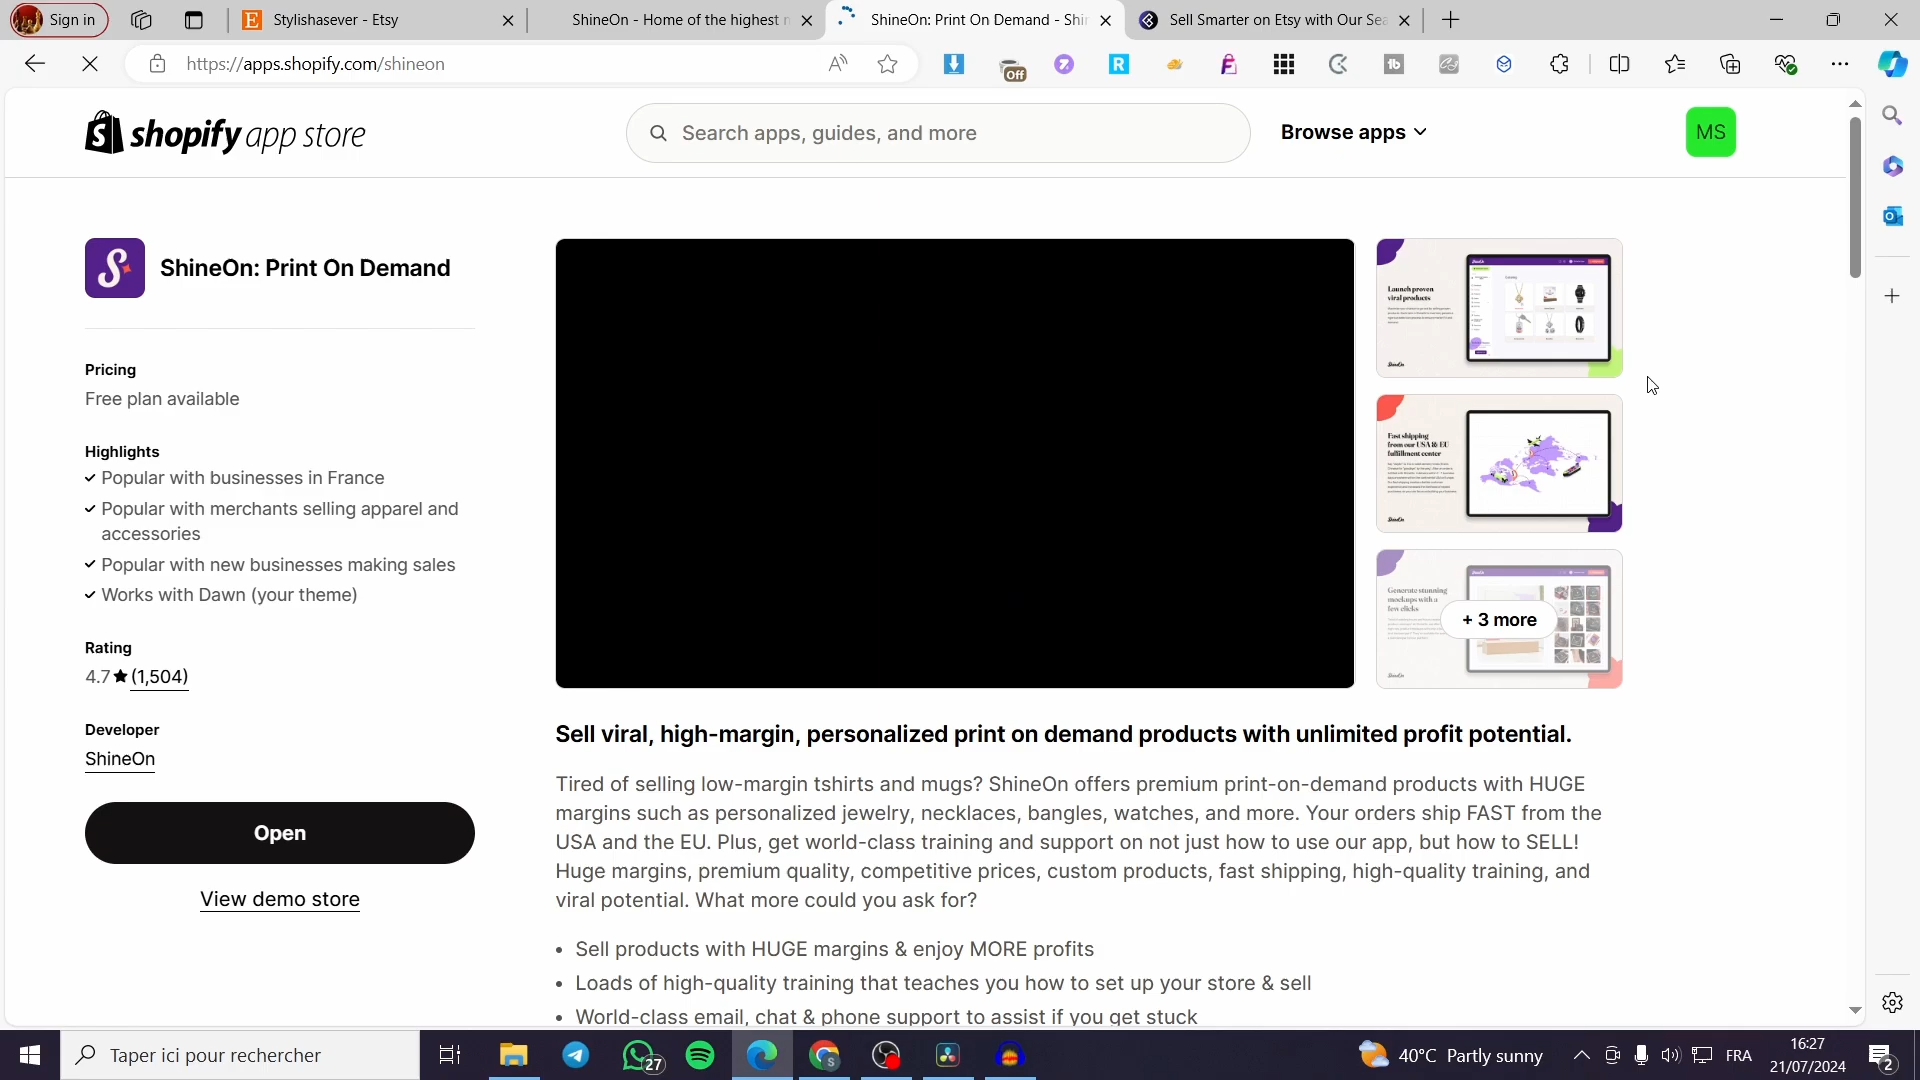 Sign in
Stylishasever - Etsy
ShineOn - Home of the highest
ShineOn: Print On Demand - Shi
Sell Smarter on Etsy with Our Sea
https://apps.shopify.com/shineon
Off
shopify app store
Search apps, guides, and more
Browse apps
MS
ShineOn: Print On Demand
Pricing
Free plan available
Highlights
Popular with businesses in France
Popular with merchants selling apparel and
accessories
Popular with new businesses making sales
Works with Dawn (your theme)
Rating
4.7★(1,504)
Developer
ShineOn
Open
View demo store
Launch proven
viral products
Fast shipping
from our USA & EU
fulfillment center
Generate stunning
mockups with a
few clicks
+ 3 more
Sell viral, high-margin, personalized print on demand products with unlimited profit potential.
Tired of selling low-margin tshirts and mugs? ShineOn offers premium print-on-demand products with HUGE
margins such as personalized jewelry, necklaces, bangles, watches, and more. Your orders ship FAST from the
USA and the EU. Plus, get world-class training and support on not just how to use our app, but how to SELL!
Huge margins, premium quality, competitive prices, custom products, fast shipping, high-quality training, and
viral potential. What more could you ask for?
• Sell products with HUGE margins & enjoy MORE profits
• Loads of high-quality training that teaches you how to set up your store & sell
• World-class email, chat & phone support to assist if you get stuck
Taper ici pour rechercher
27
40°C Partly sunny
FRA
16:27
21/07/2024
2